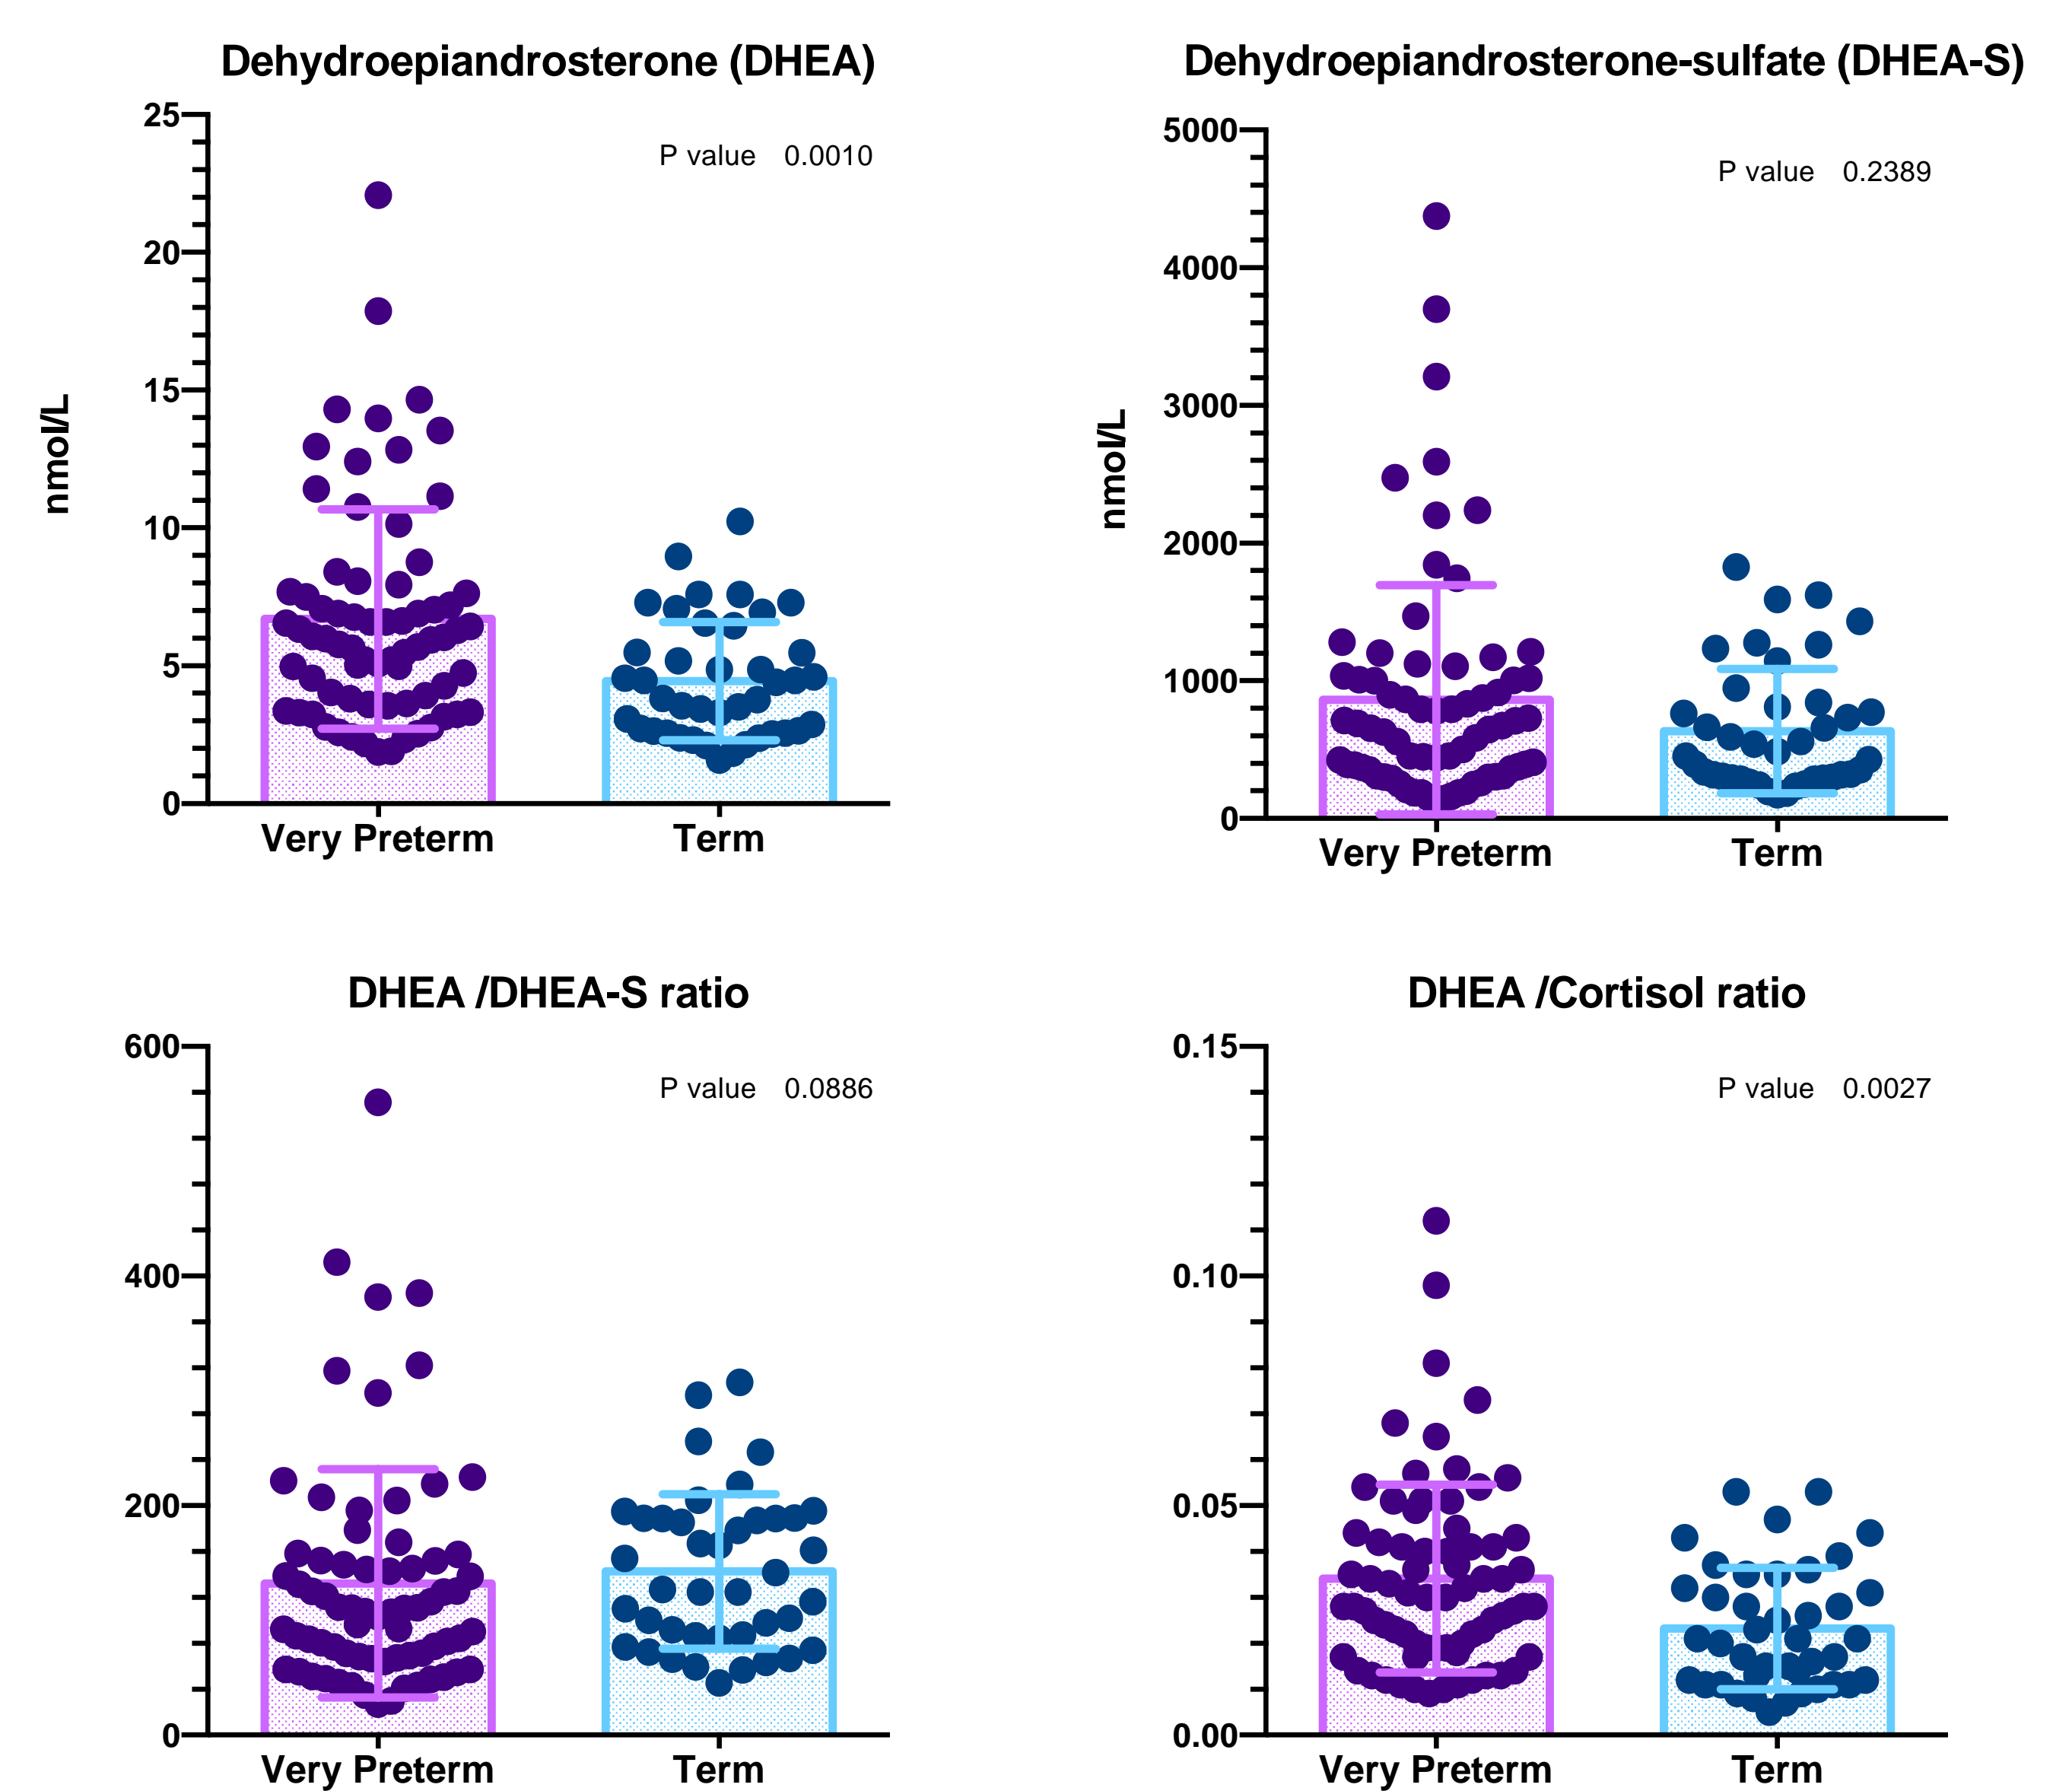 Dehydroepiandrosterone (DHEA)
25
20
15
10
5
0
nmol/L
P value 0.0010
Very Preterm
Term
Dehydroepiandrosterone-sulfate (DHEA-S)
5000
4000
3000
2000
1000
0
nmol/L
P value 0.2389
Very Preterm
Term
DHEA /DHEA-S ratio
600
400
200
0
P value 0.0886
Very Preterm
Term
DHEA /Cortisol ratio
0.15
0.10
0.05
0.00
P value 0.0027
Very Preterm
Term